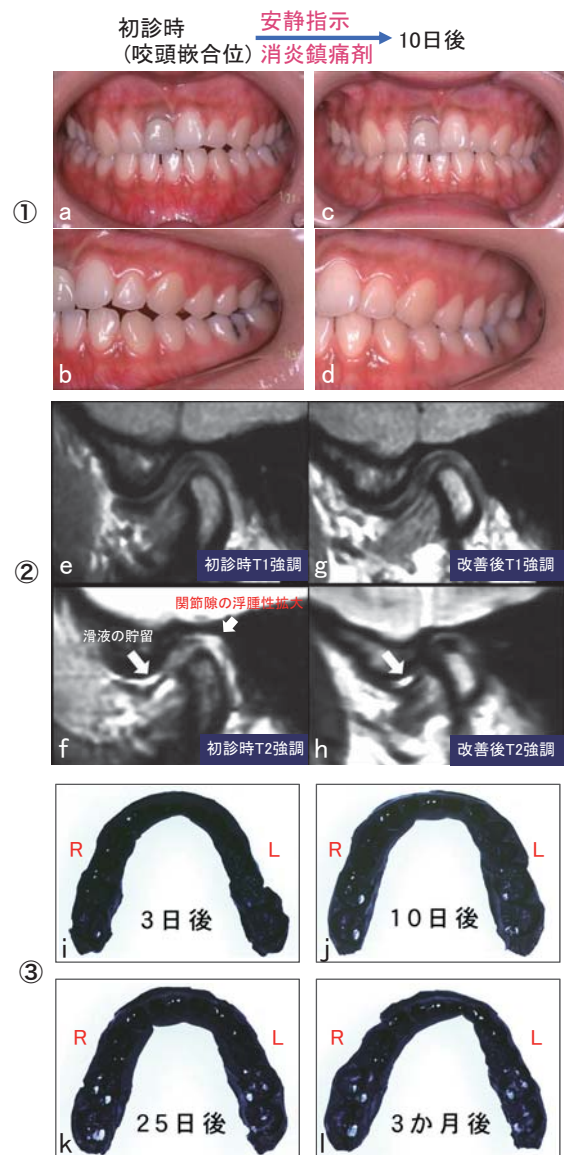 初診時
(咬頭嵌合位)
安静指示
消炎鎮痛剤
10日後
①
a
c
b
d
②
e
初診時T1強調
g
改善後T1強調
関節隙の浮腫性拡大
滑液の貯留
f
初診時T2強調
h
改善後T2強調
③
R
L
3日後
i
R
L
10日後
j
R
L
25日後
k
R
L
3か月後
l